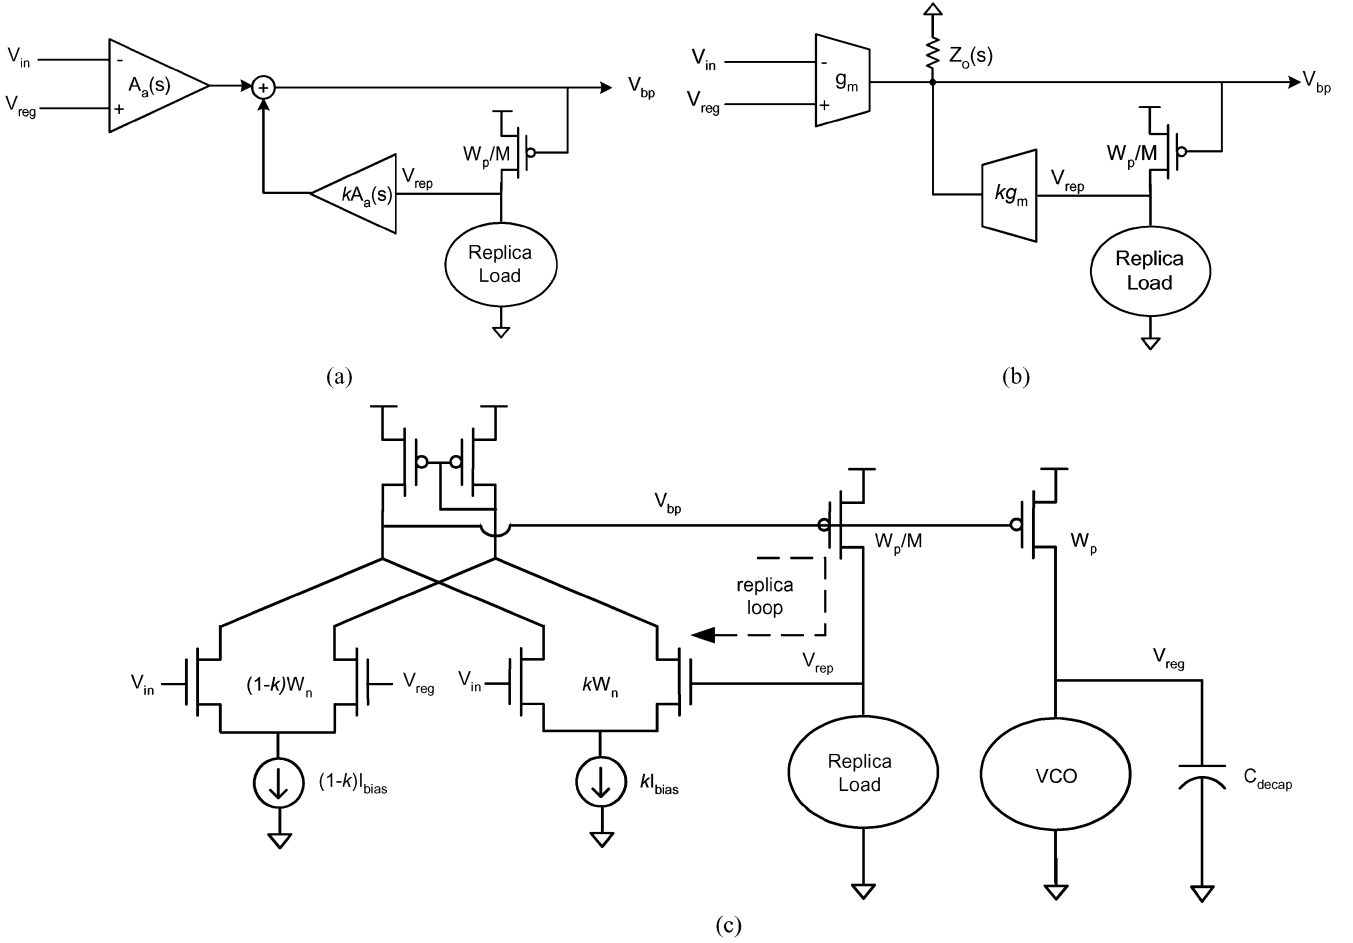 V_in
-
A_a(s)
V_reg
+
+
V_bp
W_p/M
V_rep
kA_a(s)
Replica
Load
(a)
V_in
-
g_m
V_reg
+
Z_o(s)
V_bp
W_p/M
V_rep
kg_m
Replica
Load
(b)
V_bp
W_p/M
W_p
replica
loop
V_in
(1-k)W_n
V_reg
V_in
kW_n
V_rep
V_reg
(1-k)I_bias
kI_bias
Replica
Load
VCO
C_decap
(c)